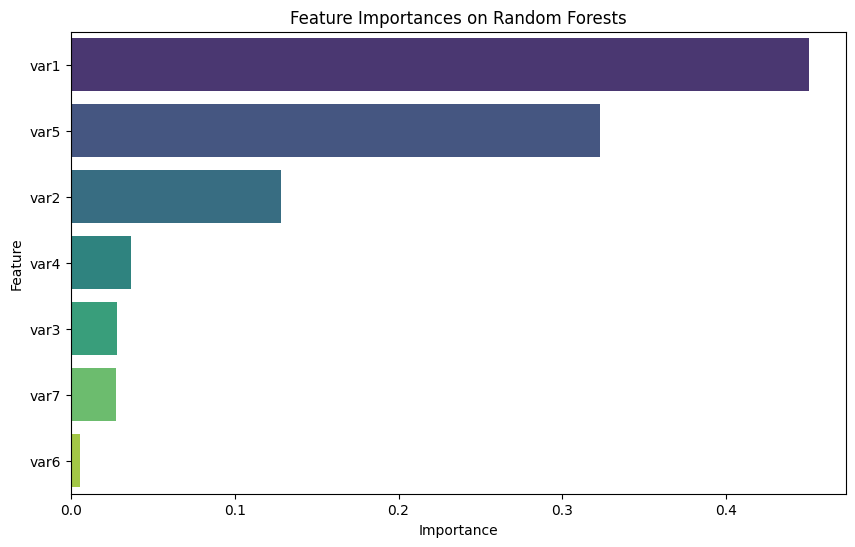 Feature Importances on Random Forests
var1
var5
var2
var4
var3
var7
var6
Feature
0.0 0.1 0.2 0.3 0.4
Importance